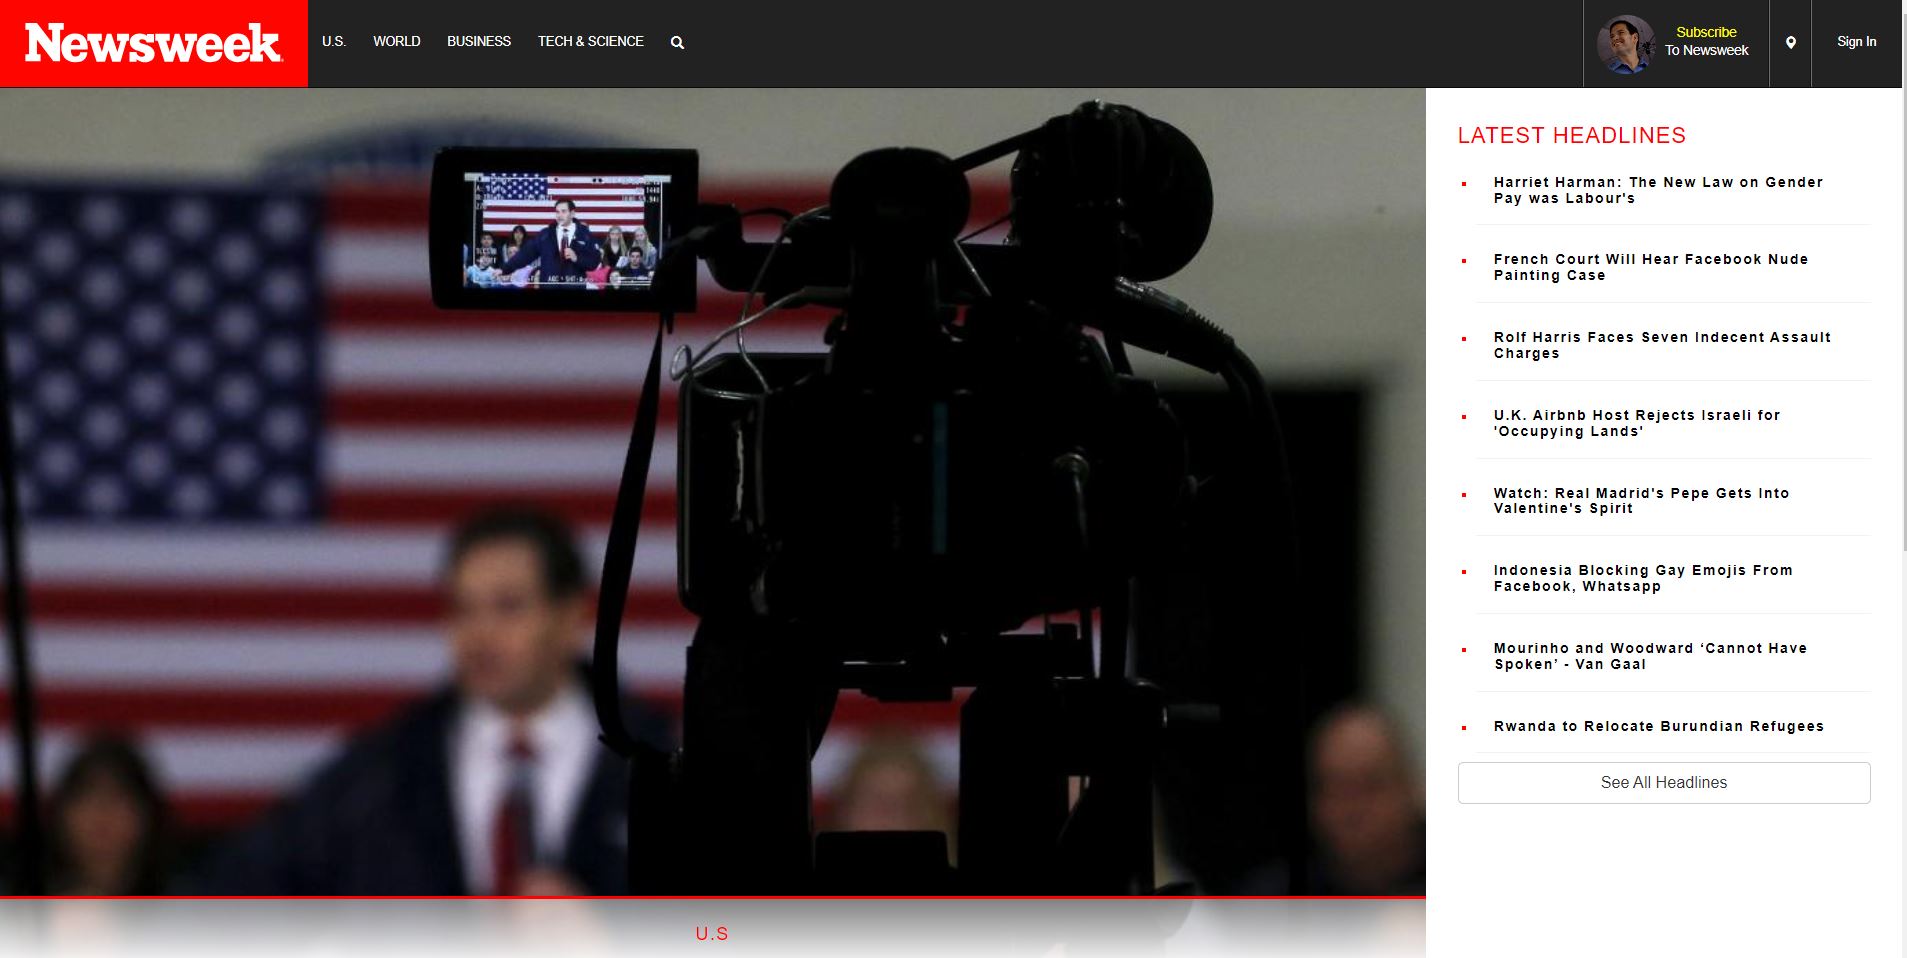 Newsweek
U.S.
WORLD
BUSINESS
TECH & SCIENCE
Subscribe
To Newsweek
Sign In
LATEST HEADLINES
Harriet Harman: The New Law on Gender
Pay was Labour's
French Court Will Hear Facebook Nude
Painting Case
Rolf Harris Faces Seven Indecent Assault
Charges
U.K. Airbnb Host Rejects Israeli for
'Occupying Lands'
Watch: Real Madrid's Pepe Gets Into
Valentine's Spirit
Indonesia Blocking Gay Emojis From
Facebook, Whatsapp
Mourinho and Woodward ‘Cannot Have
Spoken’ - Van Gaal
Rwanda to Relocate Burundian Refugees
See All Headlines
U.S